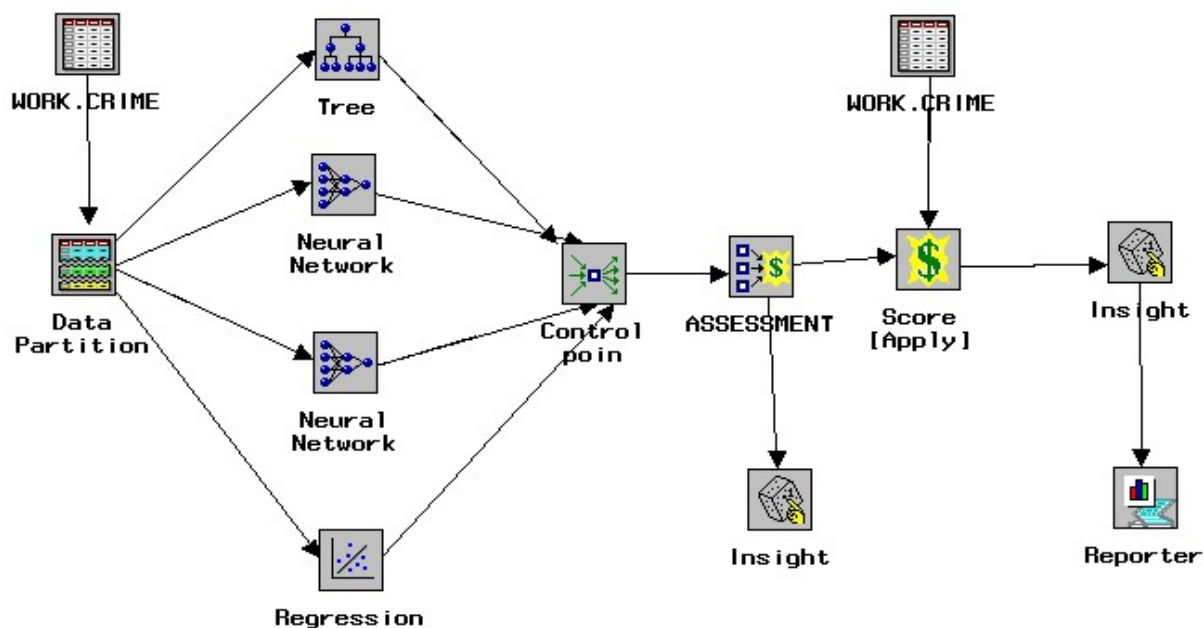 WORK.CRIME
Tree
WORK.CRIME
Neural
Network
Data
Partition
Control
poin
ASSESSMENT
Score
[Apply]
Insight
Neural
Network
Insight
Reporter
Regression